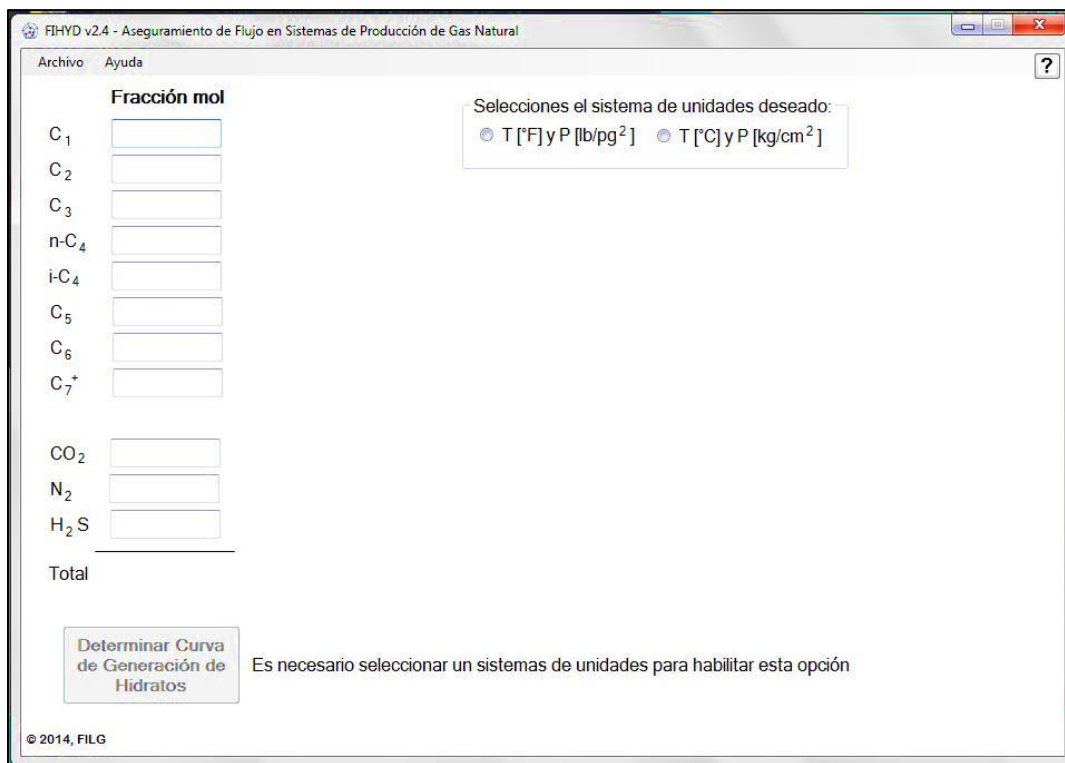 FIHYD v2.4 - Aseguramiento de Flujo en Sistemas de Producción de Gas Natural
Archivo Ayuda
?
Fracción mol
Selecciones el sistema de unidades deseado:
T [°F] y P [lb/pg²] T [°C] y P [kg/cm²]
C₁
C₂
C₃
n-C₄
i-C₄
C₅
C₆
C₇⁺
CO₂
N₂
H₂S
Total
Determinar Curva
de Generación de
Hidratos
Es necesario seleccionar un sistemas de unidades para habilitar esta opción
© 2014, FILG